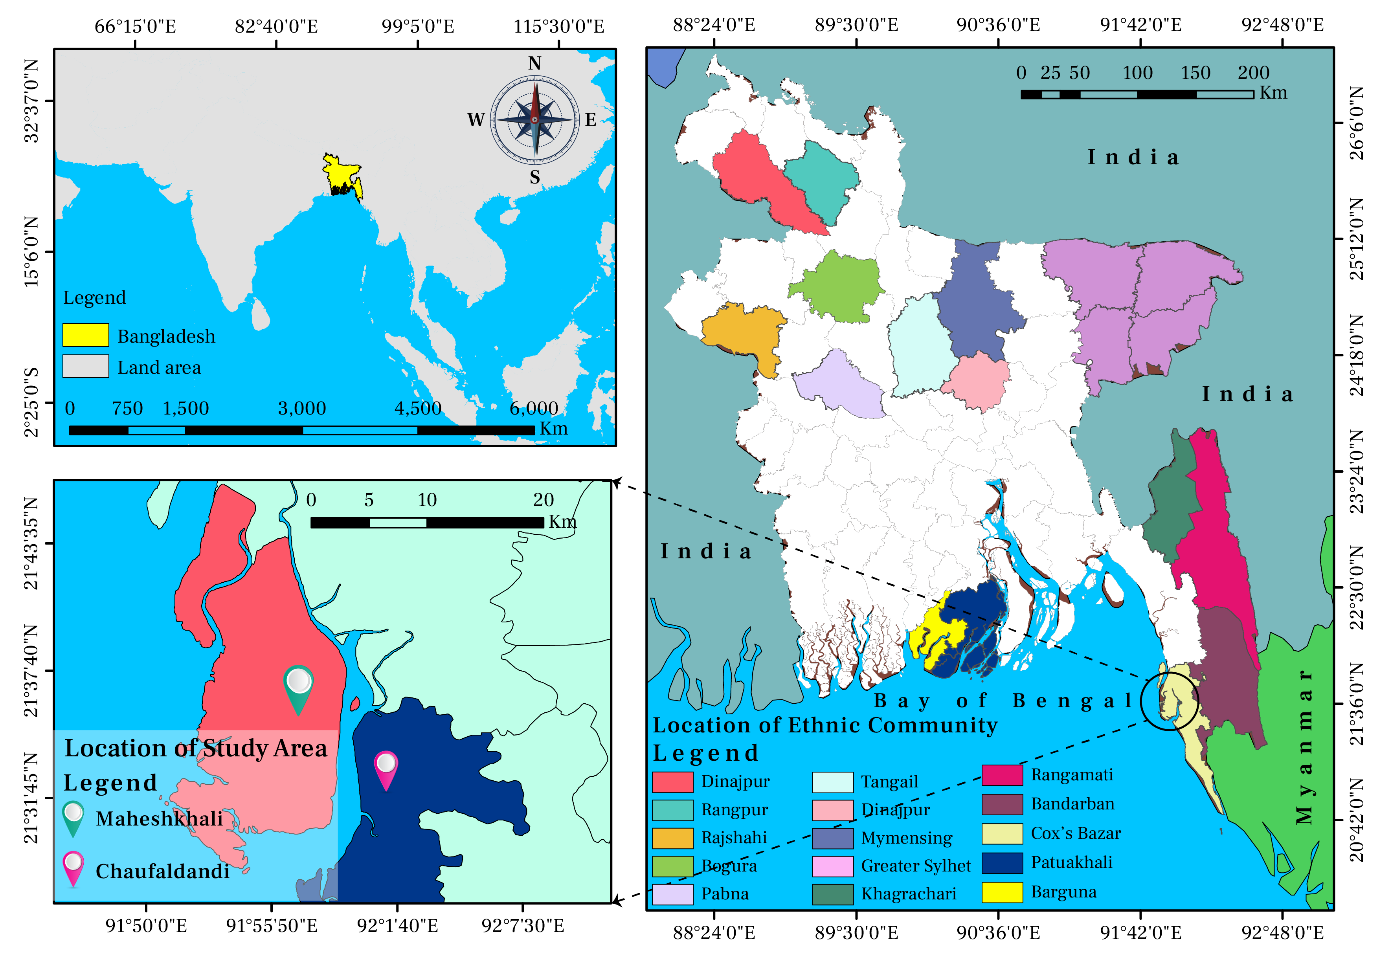 66°15'0"E 82°40'0"E 99°5'0"E 115°30'0"E
32°37'0"N
15°6'0"N
2°25'0"S
N
W E
S
Legend
Bangladesh
Land area
0 750 1,500 3,000 4,500 6,000
Km
88°24'0"E 89°30'0"E 90°36'0"E 91°42'0"E 92°48'0"E
0 25 50 100 150 200
Km
India
India
India
Bay of Bengal
Myanmar
26°6'0"N
25°12'0"N
24°18'0"N
23°24'0"N
22°30'0"N
21°36'0"N
20°42'0"N
Location of Ethnic Community
Legend
Dinajpur
Rangpur
Rajshahi
Bogura
Pabna
Tangail
Dinajpur
Mymensing
Greater Sylhet
Khagrachari
Rangamati
Bandarban
Cox's Bazar
Patuakhali
Barguna
88°24'0"E 89°30'0"E 90°36'0"E 91°42'0"E 92°48'0"E
0 5 10 20
Km
21°43'35"N
21°37'40"N
21°31'45"N
Location of Study Area
Legend
Maheshkhali
Chaufaldandi
91°50'0"E 91°55'50"E 92°1'40"E 92°7'30"E